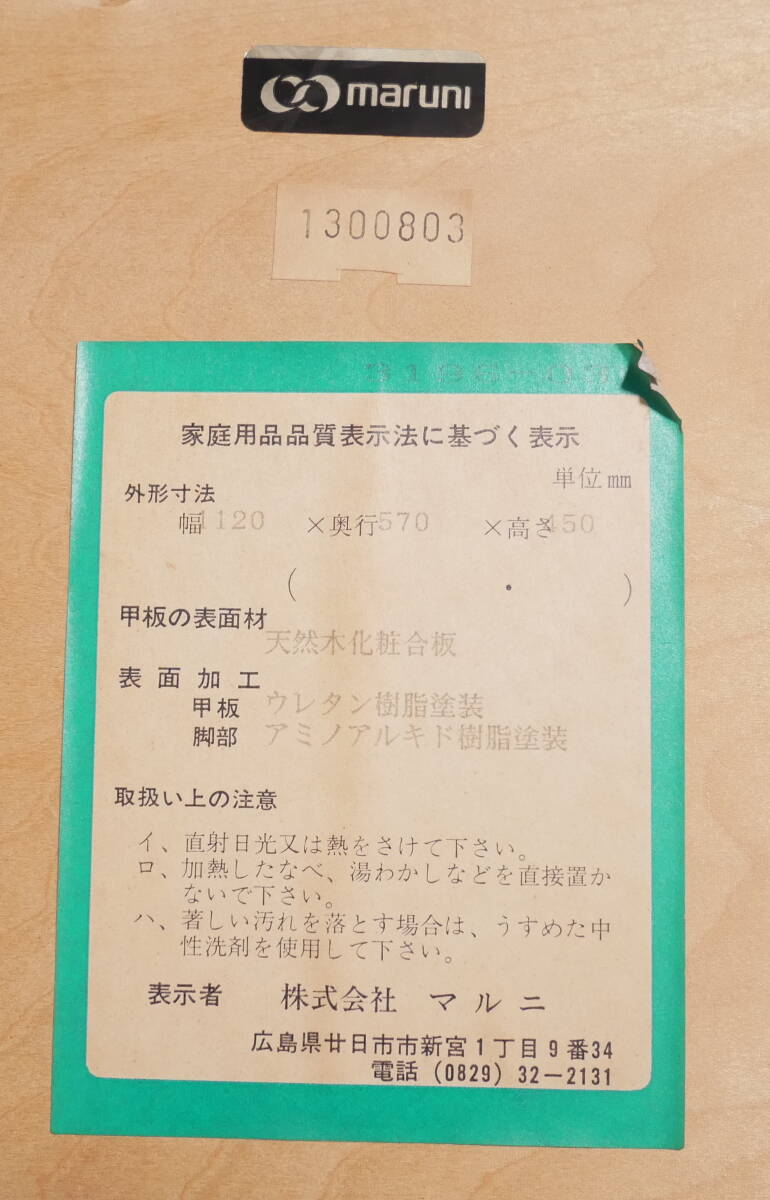 maruni
1300803
家庭用品品質表示法に基づく表示
単位mm
外形寸法
幅1120 ×奥行570 ×高さ450
( ・ )
甲板の表面材
天然木化粧合板
表面加工
甲板 ウレタン樹脂塗装
脚部 アミノアルキド樹脂塗装
取扱い上の注意
イ、直射日光又は熱をさけて下さい。
ロ、加熱したなべ、湯わかしなどを直接置か
ないで下さい。
ハ、著しい汚れを落とす場合は、うすめた中
性洗剤を使用して下さい。
表示者 株式会社 マルニ
広島県廿日市市新宮1丁目9番34
電話(0829)32-2131